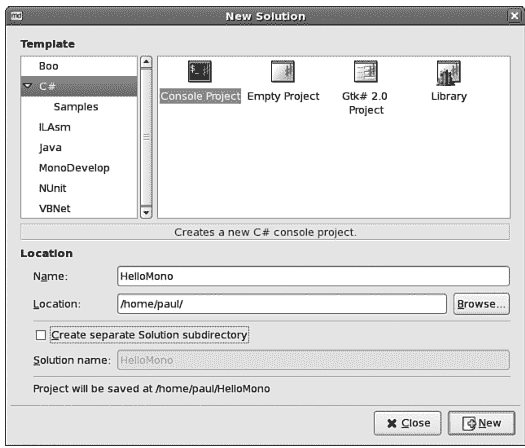 New Solution
Template
Boo
C#
Samples
ILAsm
Java
MonoDevelop
NUnit
VBNet
Console Project
Empty Project
Gtk# 2.0
Project
Library
Creates a new C# console project.
Location
Name: HelloMono
Location: /home/paul/ Browse...
Create separate Solution subdirectory
Solution name: HelloMono
Project will be saved at /home/paul/HelloMono
Close New